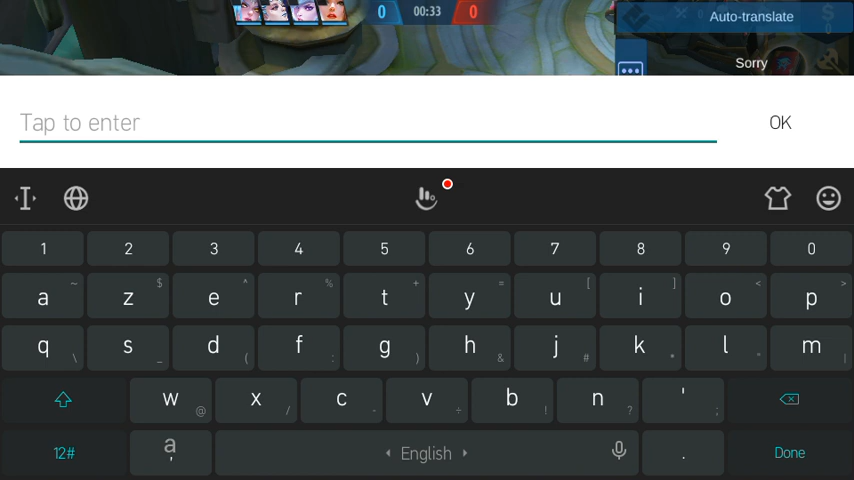 0 00:33 0
Auto-translate
Sorry
Tap to enter
OK
1 2 3 4 5 6 7 8 9 0
~ $ ^ % + = [ ] < >
a z e r t y u i o p
q s d f g h j k l m
\ _ ( : ) & # * " |
w x c v b n '
@ / - ÷ ! ? ;
12# a , English . Done